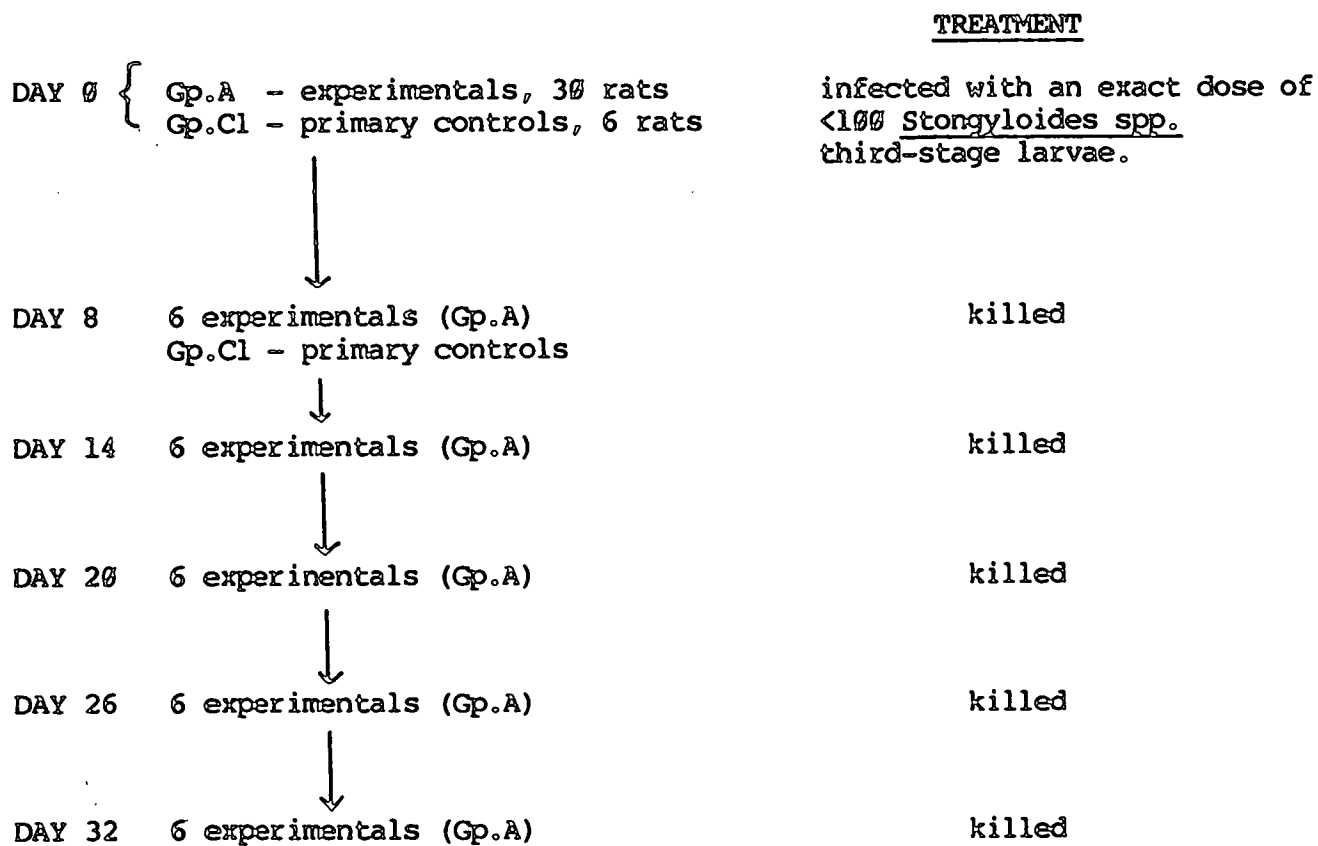 TREATMENT
DAY 0 { Gp.A - experimentals, 30 rats infected with an exact dose of
Gp.Cl - primary controls, 6 rats <100 Stongyloides spp.
third-stage larvae.
DAY 8 6 experimentals (Gp.A) killed
Gp.Cl - primary controls
DAY 14 6 experimentals (Gp.A) killed
DAY 20 6 experinentals (Gp.A) killed
DAY 26 6 experimentals (Gp.A) killed
DAY 32 6 experimentals (Gp.A) killed